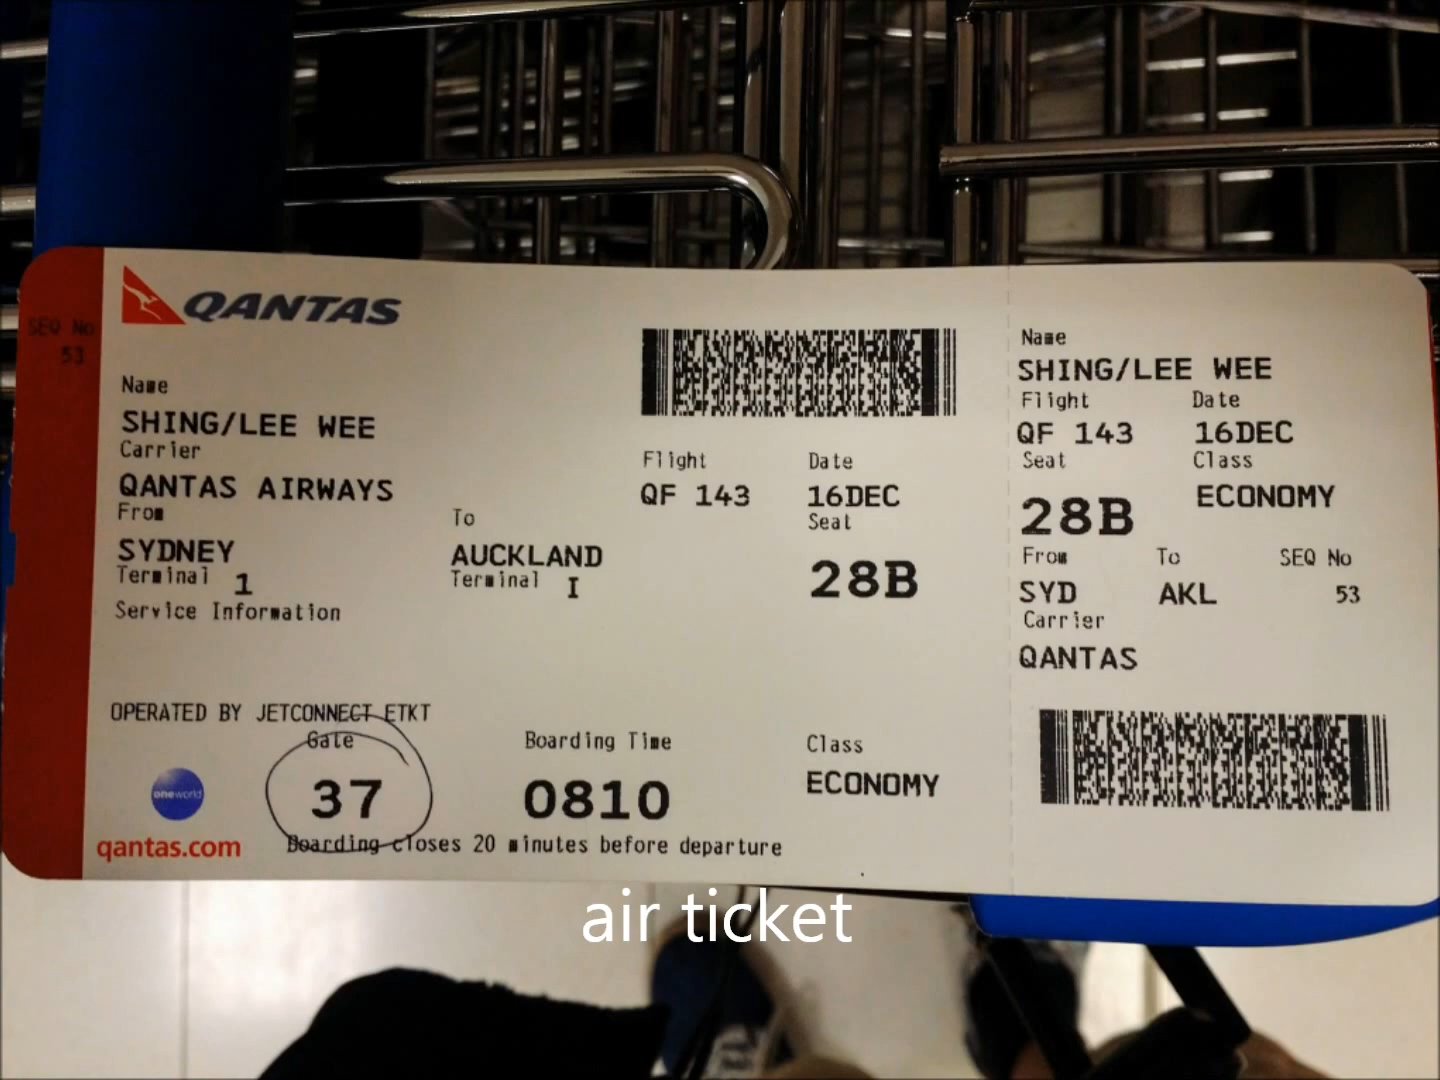 SEQ No
53
QANTAS
Name
SHING/LEE WEE
Carrier
QANTAS AIRWAYS
From
To
SYDNEY
AUCKLAND
Terminal 1
Terminal I
Service Information
Flight
Date
QF 143
16DEC
Seat
28B
OPERATED BY JETCONNECT ETKT
Gate
Boarding Time
Class
37
0810
ECONOMY
oneworld
qantas.com
Boarding closes 20 minutes before departure
Name
SHING/LEE WEE
Flight
Date
QF 143
16DEC
Seat
Class
28B
ECONOMY
From
To
SEQ No
SYD
AKL
53
Carrier
QANTAS
air ticket